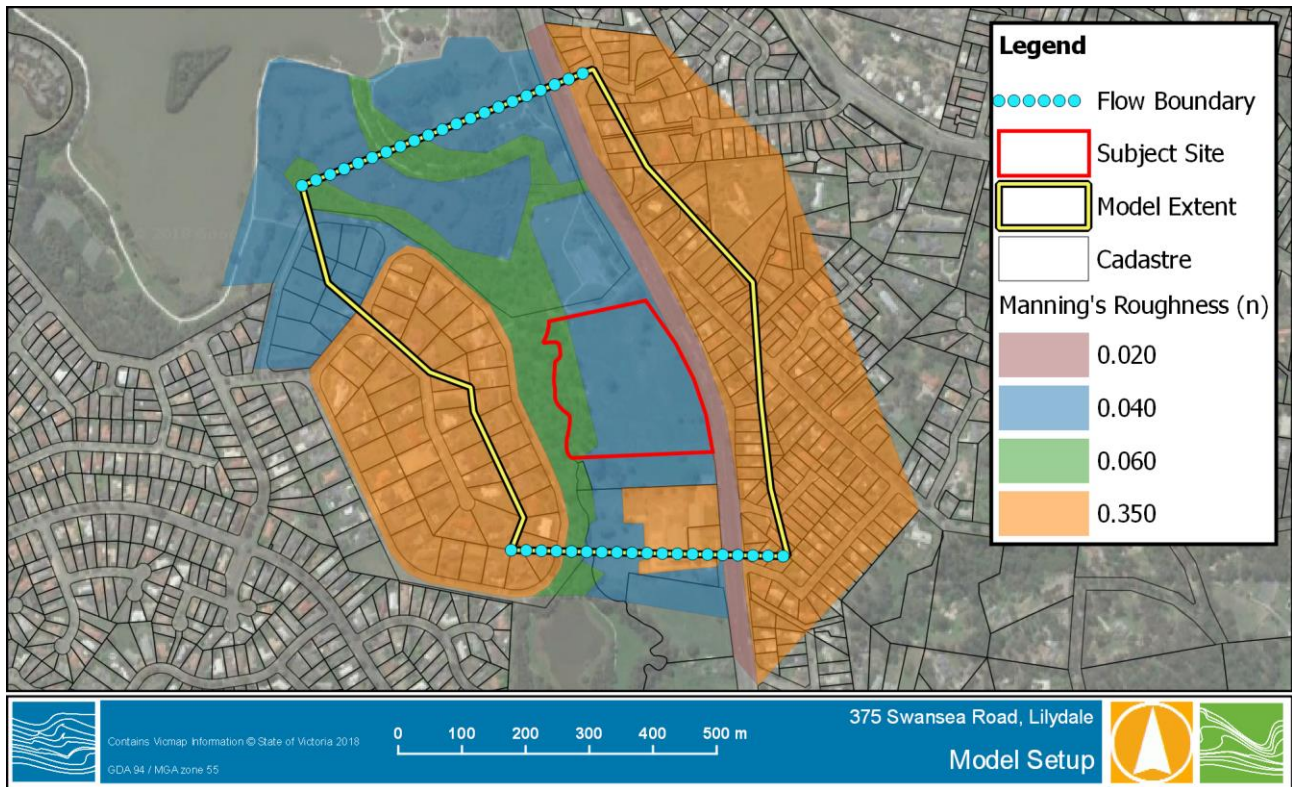 Legend
Flow Boundary
Subject Site
Model Extent
Cadastre
Manning's Roughness (n)
0.020
0.040
0.060
0.350
Contains Vicmap Information © State of Victoria 2018
GDA 94 / MGA zone 55
0 100 200 300 400 500 m
375 Swansea Road, Lilydale
Model Setup